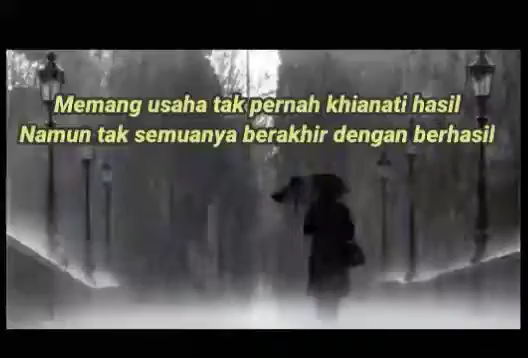 Memang usaha tak pernah khianati hasil
Namun tak semuanya berakhir dengan berhasil